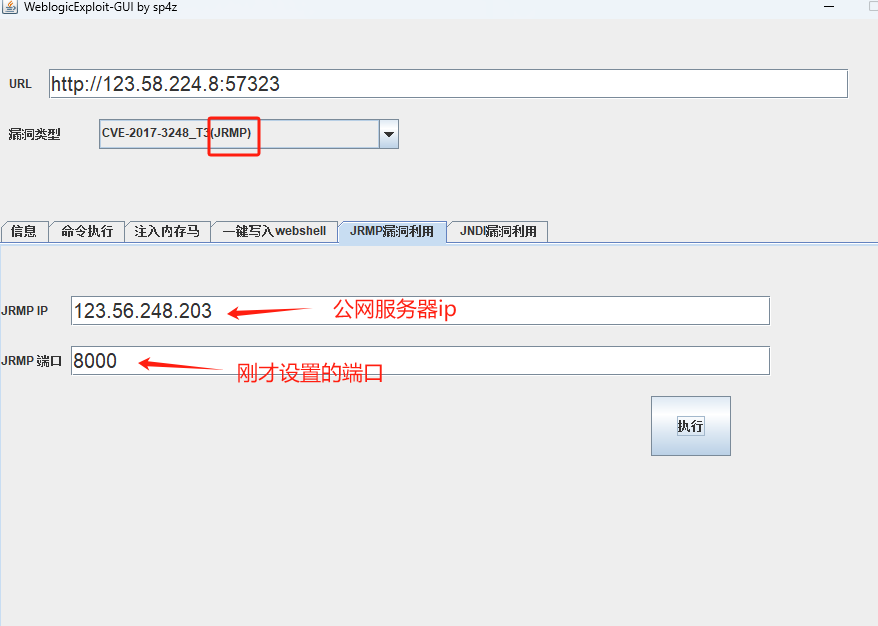 WeblogicExploit-GUI by sp4z
URL http://123.58.224.8:57323
漏洞类型 CVE-2017-3248_T3(JRMP)
信息 命令执行 注入内存马 一键写入webshell JRMP漏洞利用 JNDI漏洞利用
JRMP IP 123.56.248.203 公网服务器ip
JRMP 端口 8000 刚才设置的端口
执行